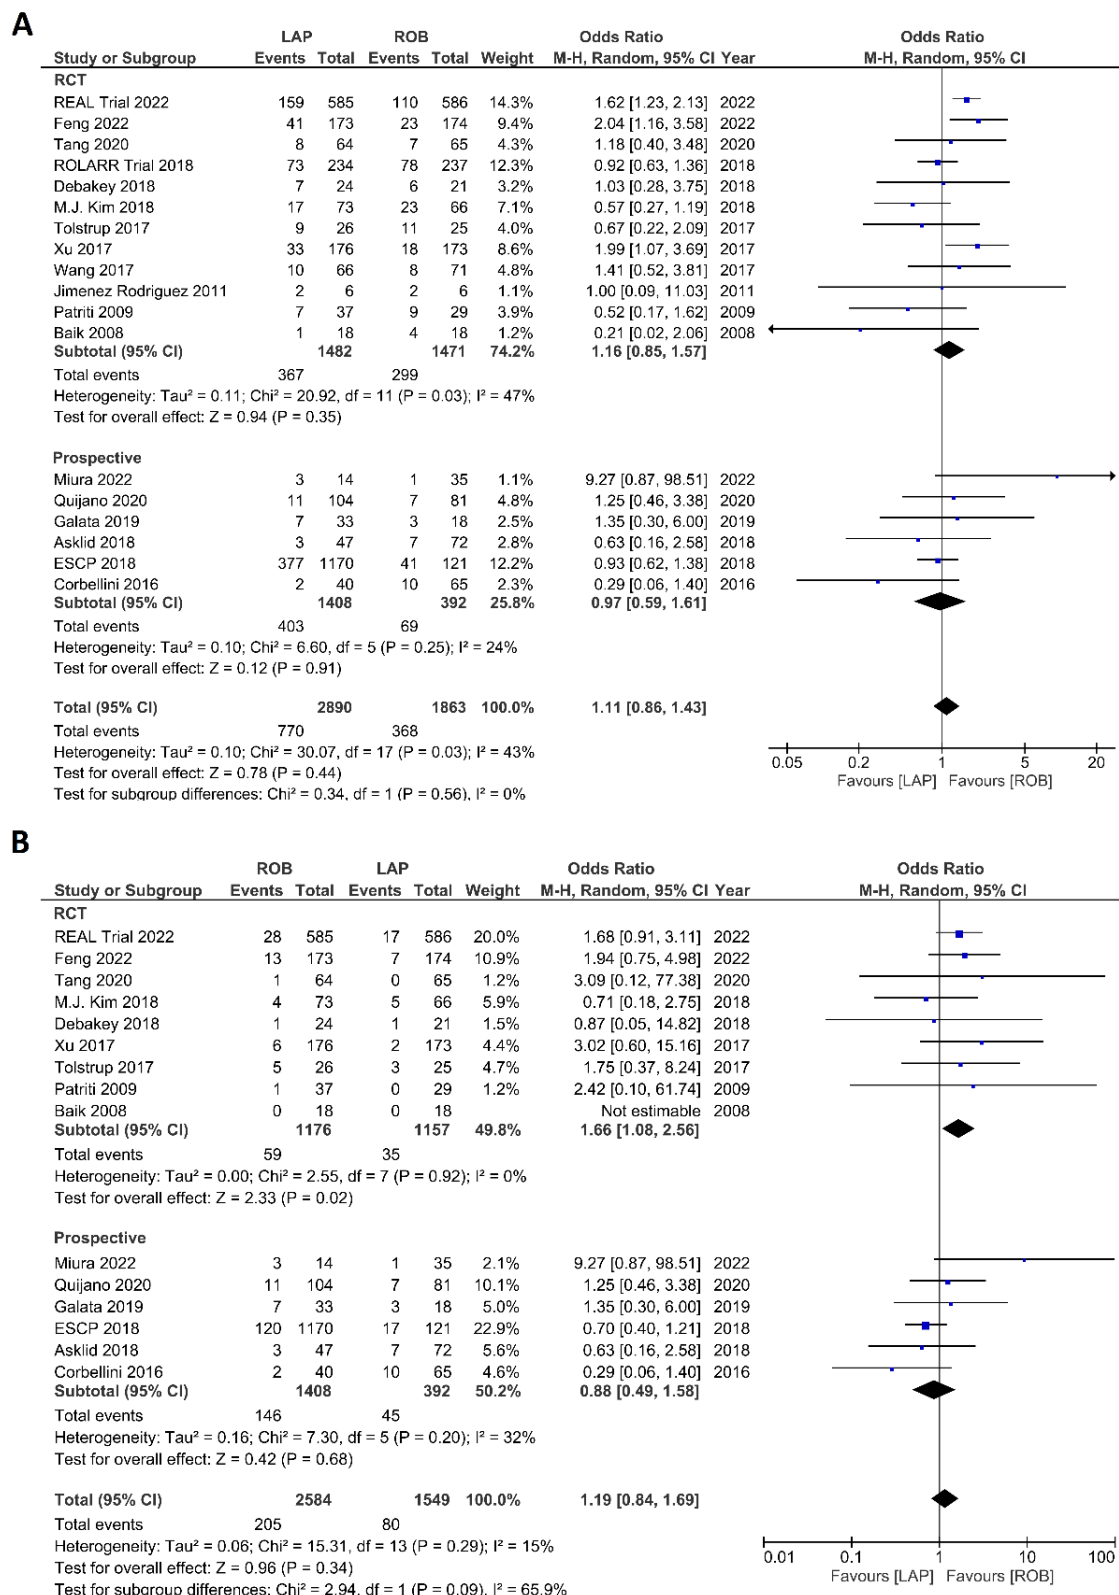 A
LAP ROB Odds Ratio Odds Ratio
Study or Subgroup Events Total Events Total Weight M-H, Random, 95% CI Year M-H, Random, 95% CI
RCT
REAL Trial 2022 159 585 110 586 14.3% 1.62 [1.23, 2.13] 2022
Feng 2022 41 173 23 174 9.4% 2.04 [1.16, 3.58] 2022
Tang 2020 8 64 7 65 4.3% 1.18 [0.40, 3.48] 2020
ROLARR Trial 2018 73 234 78 237 12.3% 0.92 [0.63, 1.36] 2018
Debakey 2018 7 24 6 21 3.2% 1.03 [0.28, 3.75] 2018
M.J. Kim 2018 17 73 23 66 7.1% 0.57 [0.27, 1.19] 2018
Tolstrup 2017 9 26 11 25 4.0% 0.67 [0.22, 2.09] 2017
Xu 2017 33 176 18 173 8.6% 1.99 [1.07, 3.69] 2017
Wang 2017 10 66 8 71 4.8% 1.41 [0.52, 3.81] 2017
Jimenez Rodriguez 2011 2 6 2 6 1.1% 1.00 [0.09, 11.03] 2011
Patriti 2009 7 37 9 29 3.9% 0.52 [0.17, 1.62] 2009
Baik 2008 1 18 4 18 1.2% 0.21 [0.02, 2.06] 2008
Subtotal (95% CI) 1482 1471 74.2% 1.16 [0.85, 1.57]
Total events 367 299
Heterogeneity: Tau² = 0.11; Chi² = 20.92, df = 11 (P = 0.03); I² = 47%
Test for overall effect: Z = 0.94 (P = 0.35)
Prospective
Miura 2022 3 14 1 35 1.1% 9.27 [0.87, 98.51] 2022
Quijano 2020 11 104 7 81 4.8% 1.25 [0.46, 3.38] 2020
Galata 2019 7 33 3 18 2.5% 1.35 [0.30, 6.00] 2019
Asklid 2018 3 47 7 72 2.8% 0.63 [0.16, 2.58] 2018
ESCP 2018 377 1170 41 121 12.2% 0.93 [0.62, 1.38] 2018
Corbellini 2016 2 40 10 65 2.3% 0.29 [0.06, 1.40] 2016
Subtotal (95% CI) 1408 392 25.8% 0.97 [0.59, 1.61]
Total events 403 69
Heterogeneity: Tau² = 0.10; Chi² = 6.60, df = 5 (P = 0.25); I² = 24%
Test for overall effect: Z = 0.12 (P = 0.91)
Total (95% CI) 2890 1863 100.0% 1.11 [0.86, 1.43]
Total events 770 368
Heterogeneity: Tau² = 0.10; Chi² = 30.07, df = 17 (P = 0.03); I² = 43%
Test for overall effect: Z = 0.78 (P = 0.44)
Test for subgroup differences: Chi² = 0.34, df = 1 (P = 0.56), I² = 0%
0.05 0.2 1 5 20
Favours [LAP] Favours [ROB]
B
ROB LAP Odds Ratio Odds Ratio
Study or Subgroup Events Total Events Total Weight M-H, Random, 95% CI Year M-H, Random, 95% CI
RCT
REAL Trial 2022 28 585 17 586 20.0% 1.68 [0.91, 3.11] 2022
Feng 2022 13 173 7 174 10.9% 1.94 [0.75, 4.98] 2022
Tang 2020 1 64 0 65 1.2% 3.09 [0.12, 77.38] 2020
M.J. Kim 2018 4 73 5 66 5.9% 0.71 [0.18, 2.75] 2018
Debakey 2018 1 24 1 21 1.5% 0.87 [0.05, 14.82] 2018
Xu 2017 6 176 2 173 4.4% 3.02 [0.60, 15.16] 2017
Tolstrup 2017 5 26 3 25 4.7% 1.75 [0.37, 8.24] 2017
Patriti 2009 1 37 0 29 1.2% 2.42 [0.10, 61.74] 2009
Baik 2008 0 18 0 18 Not estimable 2008
Subtotal (95% CI) 1176 1157 49.8% 1.66 [1.08, 2.56]
Total events 59 35
Heterogeneity: Tau² = 0.00; Chi² = 2.55, df = 7 (P = 0.92); I² = 0%
Test for overall effect: Z = 2.33 (P = 0.02)
Prospective
Miura 2022 3 14 1 35 2.1% 9.27 [0.87, 98.51] 2022
Quijano 2020 11 104 7 81 10.1% 1.25 [0.46, 3.38] 2020
Galata 2019 7 33 3 18 5.0% 1.35 [0.30, 6.00] 2019
ESCP 2018 120 1170 17 121 22.9% 0.70 [0.40, 1.21] 2018
Asklid 2018 3 47 7 72 5.6% 0.63 [0.16, 2.58] 2018
Corbellini 2016 2 40 10 65 4.6% 0.29 [0.06, 1.40] 2016
Subtotal (95% CI) 1408 392 50.2% 0.88 [0.49, 1.58]
Total events 146 45
Heterogeneity: Tau² = 0.16; Chi² = 7.30, df = 5 (P = 0.20); I² = 32%
Test for overall effect: Z = 0.42 (P = 0.68)
Total (95% CI) 2584 1549 100.0% 1.19 [0.84, 1.69]
Total events 205 80
Heterogeneity: Tau² = 0.06; Chi² = 15.31, df = 13 (P = 0.29); I² = 15%
Test for overall effect: Z = 0.96 (P = 0.34)
Test for subgroup differences: Chi² = 2.94, df = 1 (P = 0.09), I² = 65.9%
0.01 0.1 1 10 100
Favours [LAP] Favours [ROB]